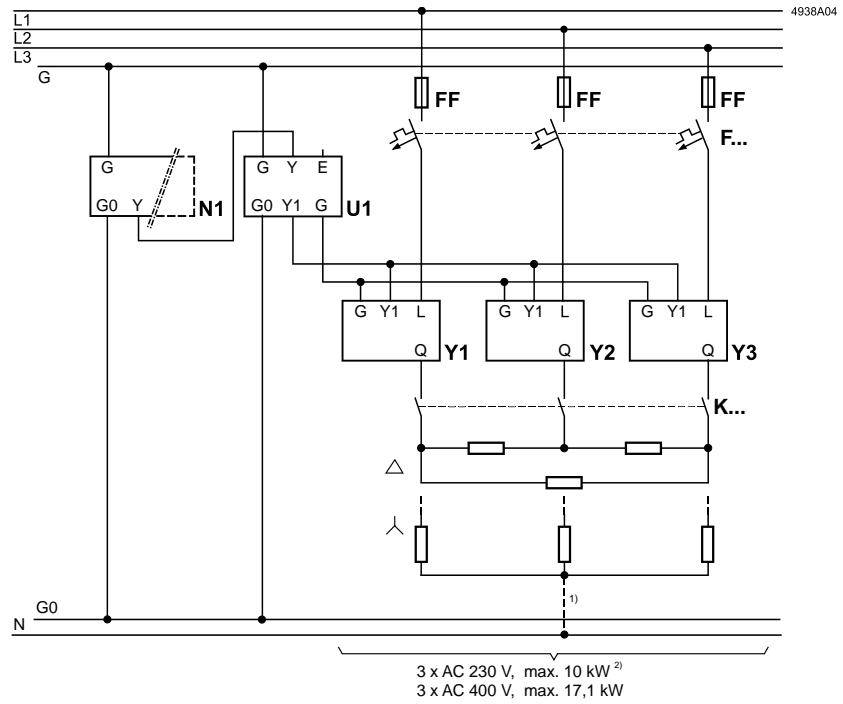 4938A04
L1
L2
L3
G
FF FF FF
F...
G G Y E
G0 Y N1 G0 Y1 G U1
G Y1 L G Y1 L G Y1 L
Q Y1 Q Y2 Q Y3
K...
1)
G0
N
3 x AC 230 V, max. 10 kW 2)
3 x AC 400 V, max. 17,1 kW